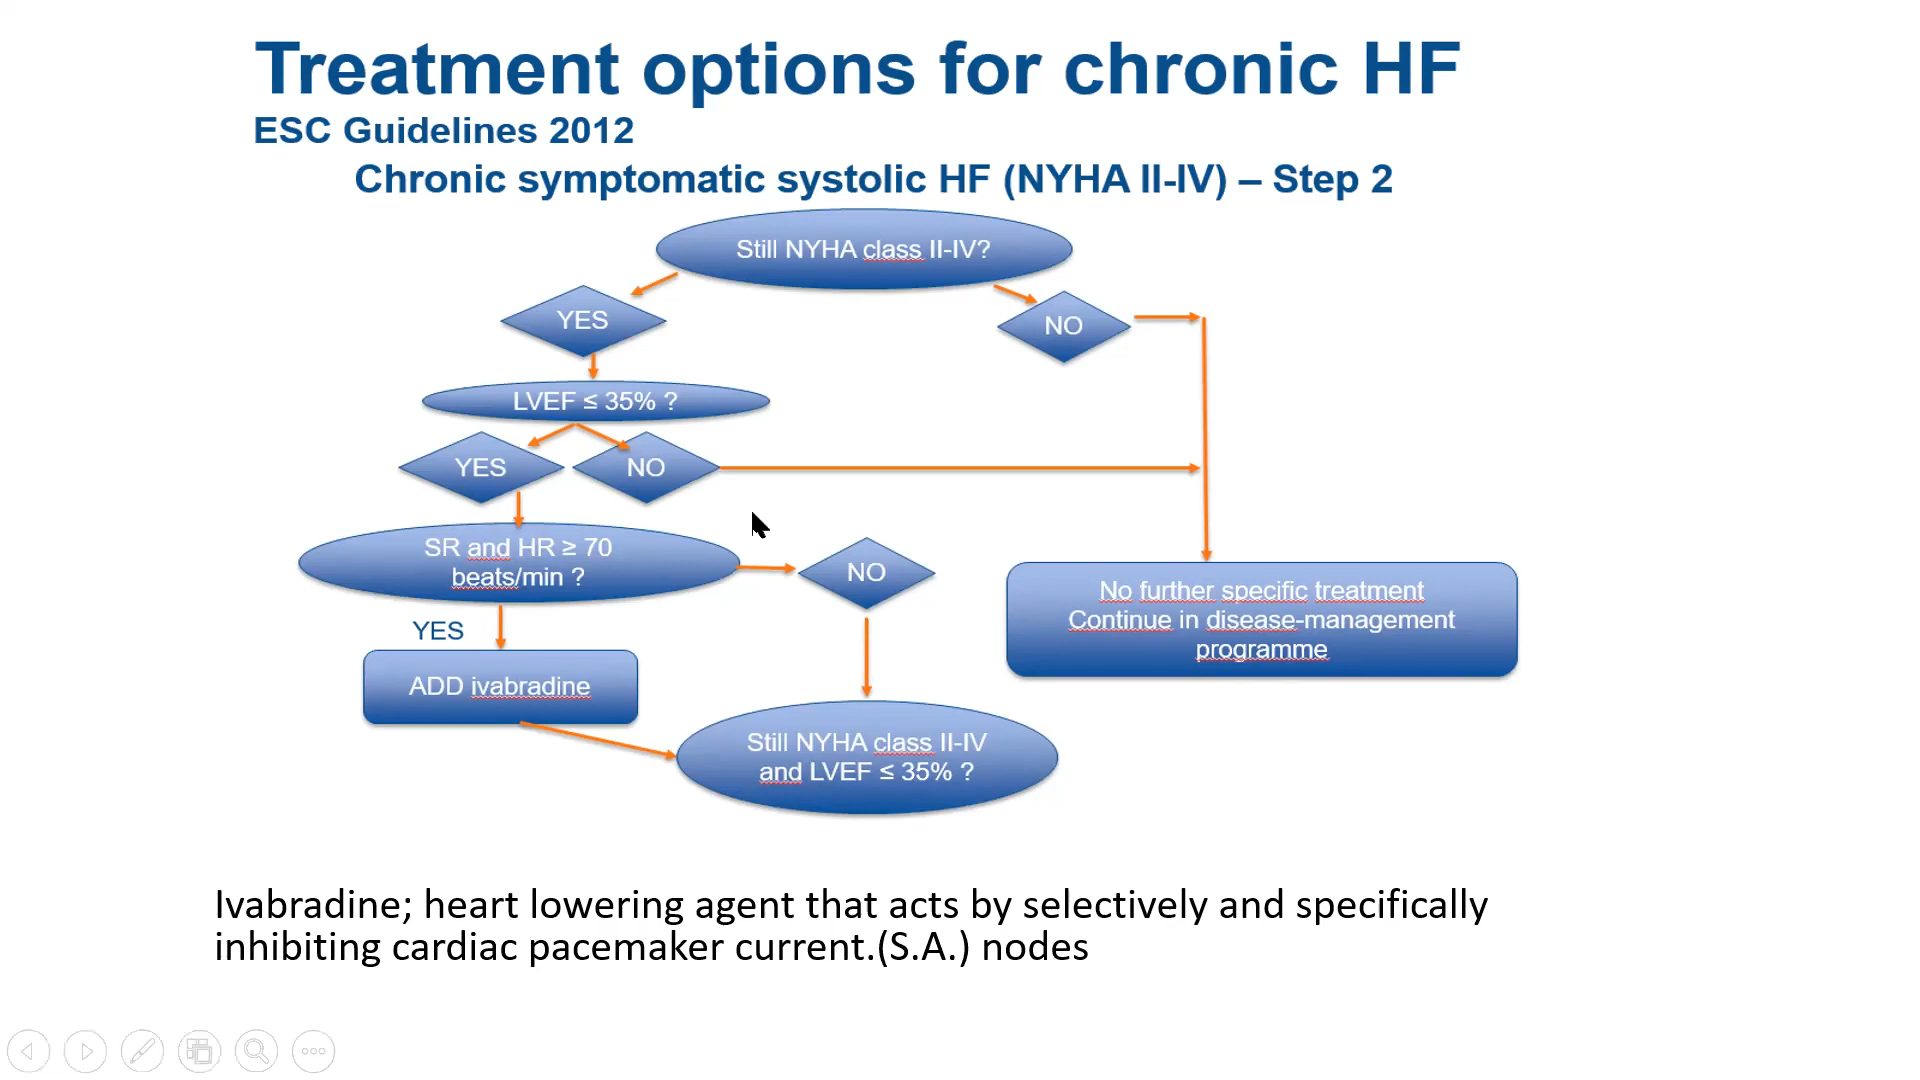 Treatment options for chronic HF
ESC Guidelines 2012
Chronic symptomatic systolic HF (NYHA II-IV) – Step 2
Still NYHA class II-IV?
YES
NO
LVEF ≤ 35% ?
YES
NO
SR and HR ≥ 70
beats/min ?
NO
YES
ADD ivabradine
No further specific treatment
Continue in disease-management
programme
Still NYHA class II-IV
and LVEF ≤ 35% ?
Ivabradine; heart lowering agent that acts by selectively and specifically
inhibiting cardiac pacemaker current.(S.A.) nodes